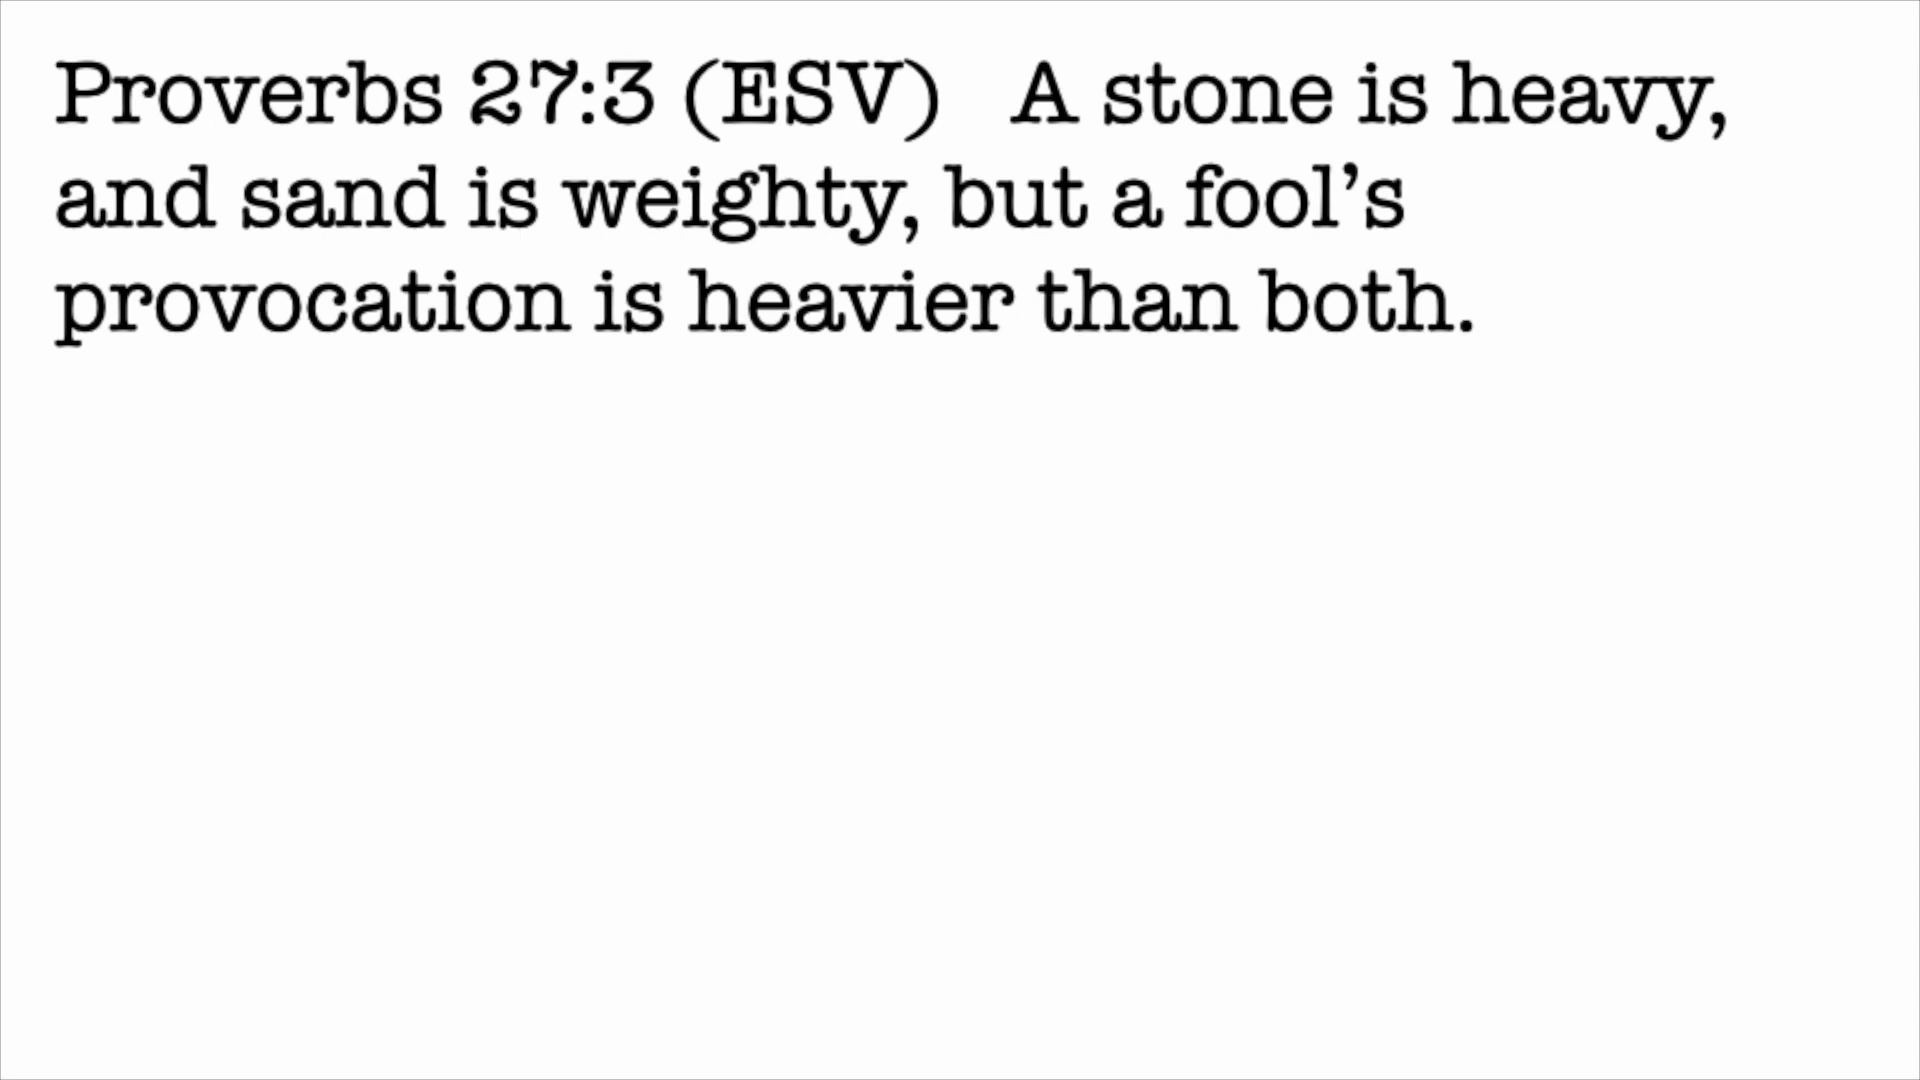 Proverbs 27:3 (ESV)   A stone is heavy,
and sand is weighty, but a fool’s
provocation is heavier than both.